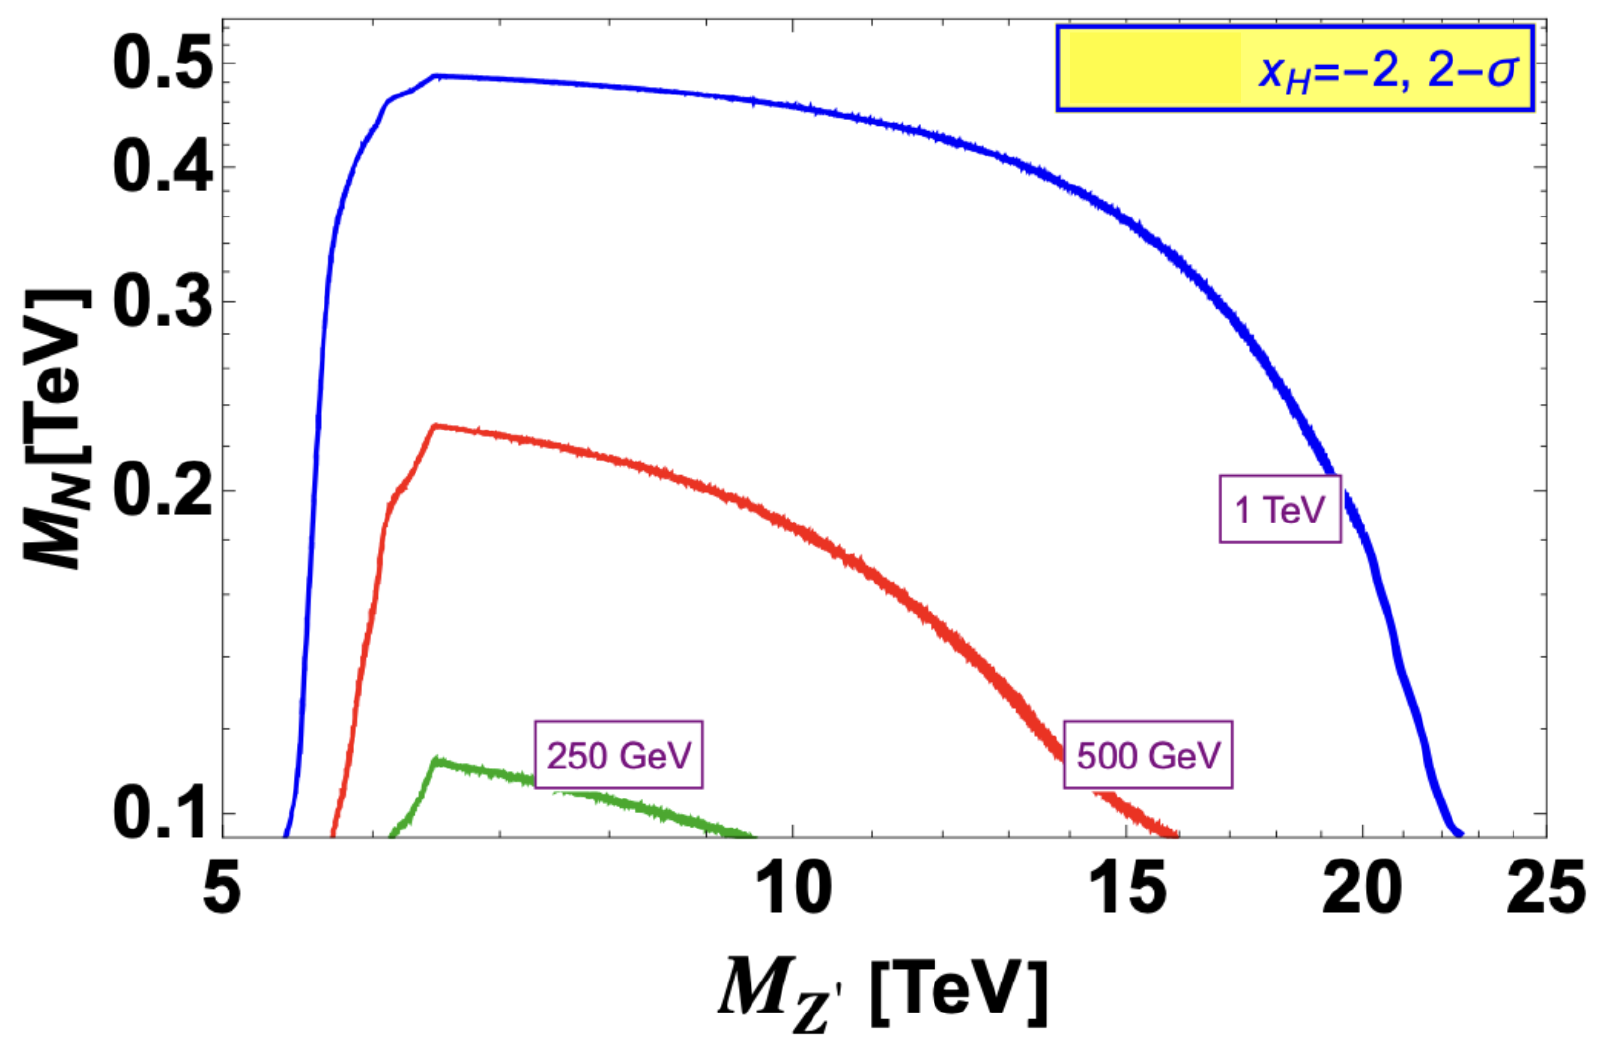 x_H=−2, 2−σ
0.5
0.4
0.3
0.2
0.1
M_N[TeV]
1 TeV
250 GeV
500 GeV
5 10 15 20 25
M_Z' [TeV]